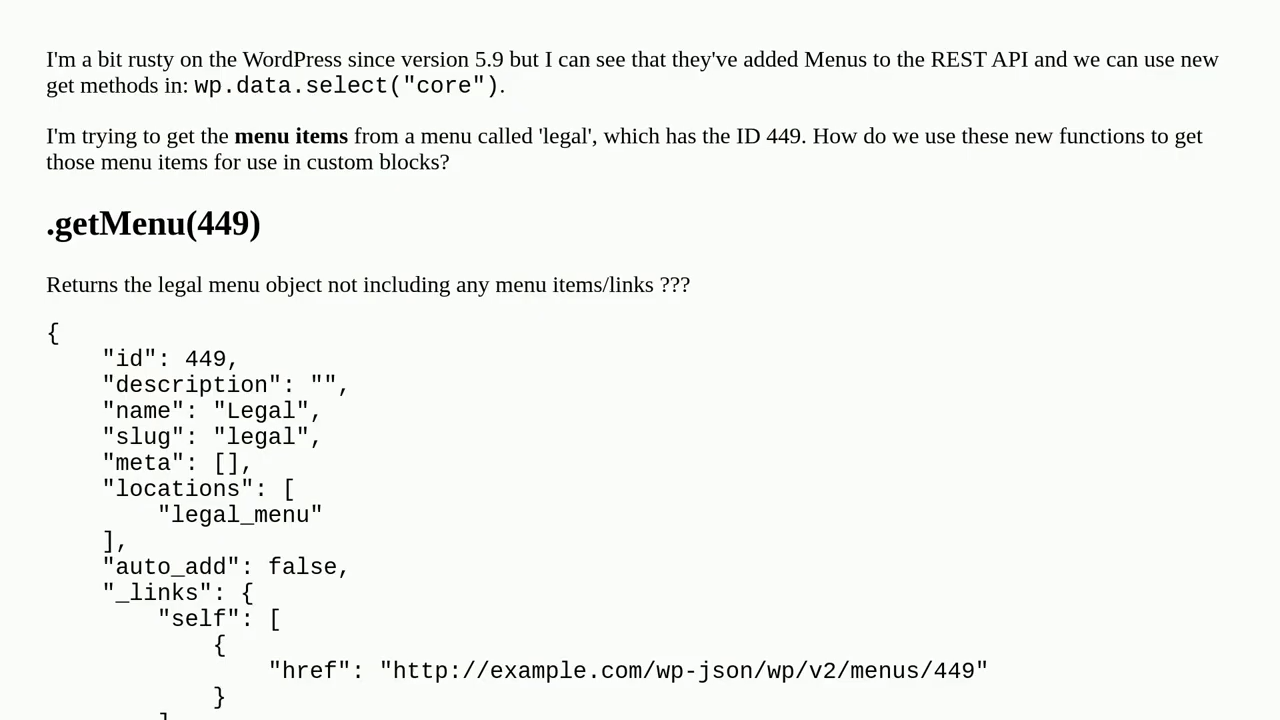 I'm a bit rusty on the WordPress since version 5.9 but I can see that they've added Menus to the REST API and we can use new
get methods in: wp.data.select("core").
I'm trying to get the menu items from a menu called 'legal', which has the ID 449. How do we use these new functions to get
those menu items for use in custom blocks?
.getMenu(449)
Returns the legal menu object not including any menu items/links ???
{
    "id": 449,
    "description": "",
    "name": "Legal",
    "slug": "legal",
    "meta": [],
    "locations": [
        "legal_menu"
    ],
    "auto_add": false,
    "_links": {
        "self": [
            {
                "href": "http://example.com/wp-json/wp/v2/menus/449"
            }
        ]